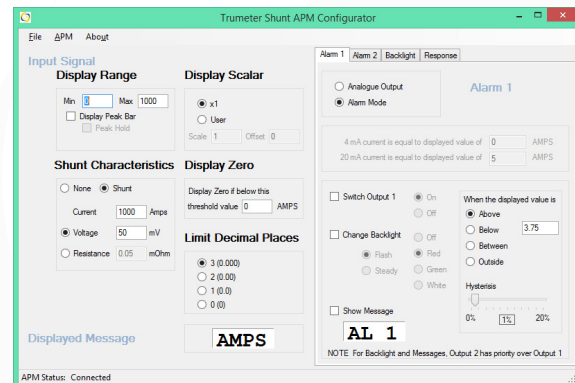 Trumeter Shunt APM Configurator
File APM About
Input Signal
Display Range
Min 0 Max 1000
Display Peak Bar
Peak Hold
Display Scalar
x1
User
Scale 1 Offset 0
Shunt Characteristics
None Shunt
Current 1000 Amps
Voltage 50 mV
Resistance 0.05 mOhm
Display Zero
Display Zero if below this
threshold value 0 AMPS
Limit Decimal Places
3 (0.000)
2 (0.00)
1 (0.0)
0 (0)
Displayed Message
AMPS
Alarm 1 Alarm 2 Backlight Response
Analogue Output
Alarm Mode
Alarm 1
4 mA current is equal to displayed value of 0 AMPS
20 mA current is equal to displayed value of 5 AMPS
Switch Output 1
On
Off
Change Backlight
Off
Flash
Red
Steady
Green
White
When the displayed value is
Above
Below 3.75
Between
Outside
Hysterisis
0% 1% 20%
Show Message
AL 1
NOTE For Backlight and Messages, Output 2 has priority over Output 1
APM Status: Connected